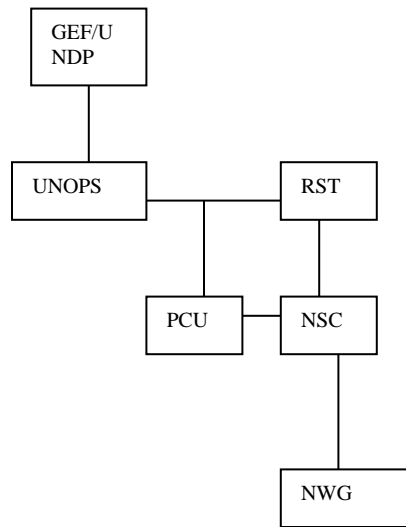 GEF/U
NDP
UNOPS
RST
PCU
NSC
NWG